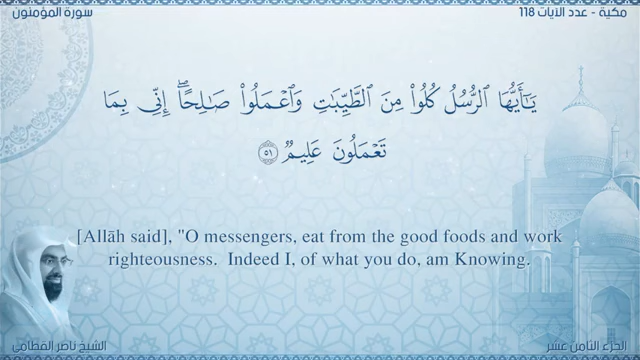 مكية - عدد الآيات 118
سورة المؤمنون
يَـٰٓأَيُّهَا ٱلرُّسُلُ كُلُوا۟ مِنَ ٱلطَّيِّبَـٰتِ وَٱعْمَلُوا۟ صَـٰلِحًا ۖ إِنِّى بِمَا
تَعْمَلُونَ عَلِيمٌ ٥١
[Allāh said], "O messengers, eat from the good foods and work
righteousness. Indeed I, of what you do, am Knowing.
الجزء الثامن عشر
الشيخ ناصر القطامي